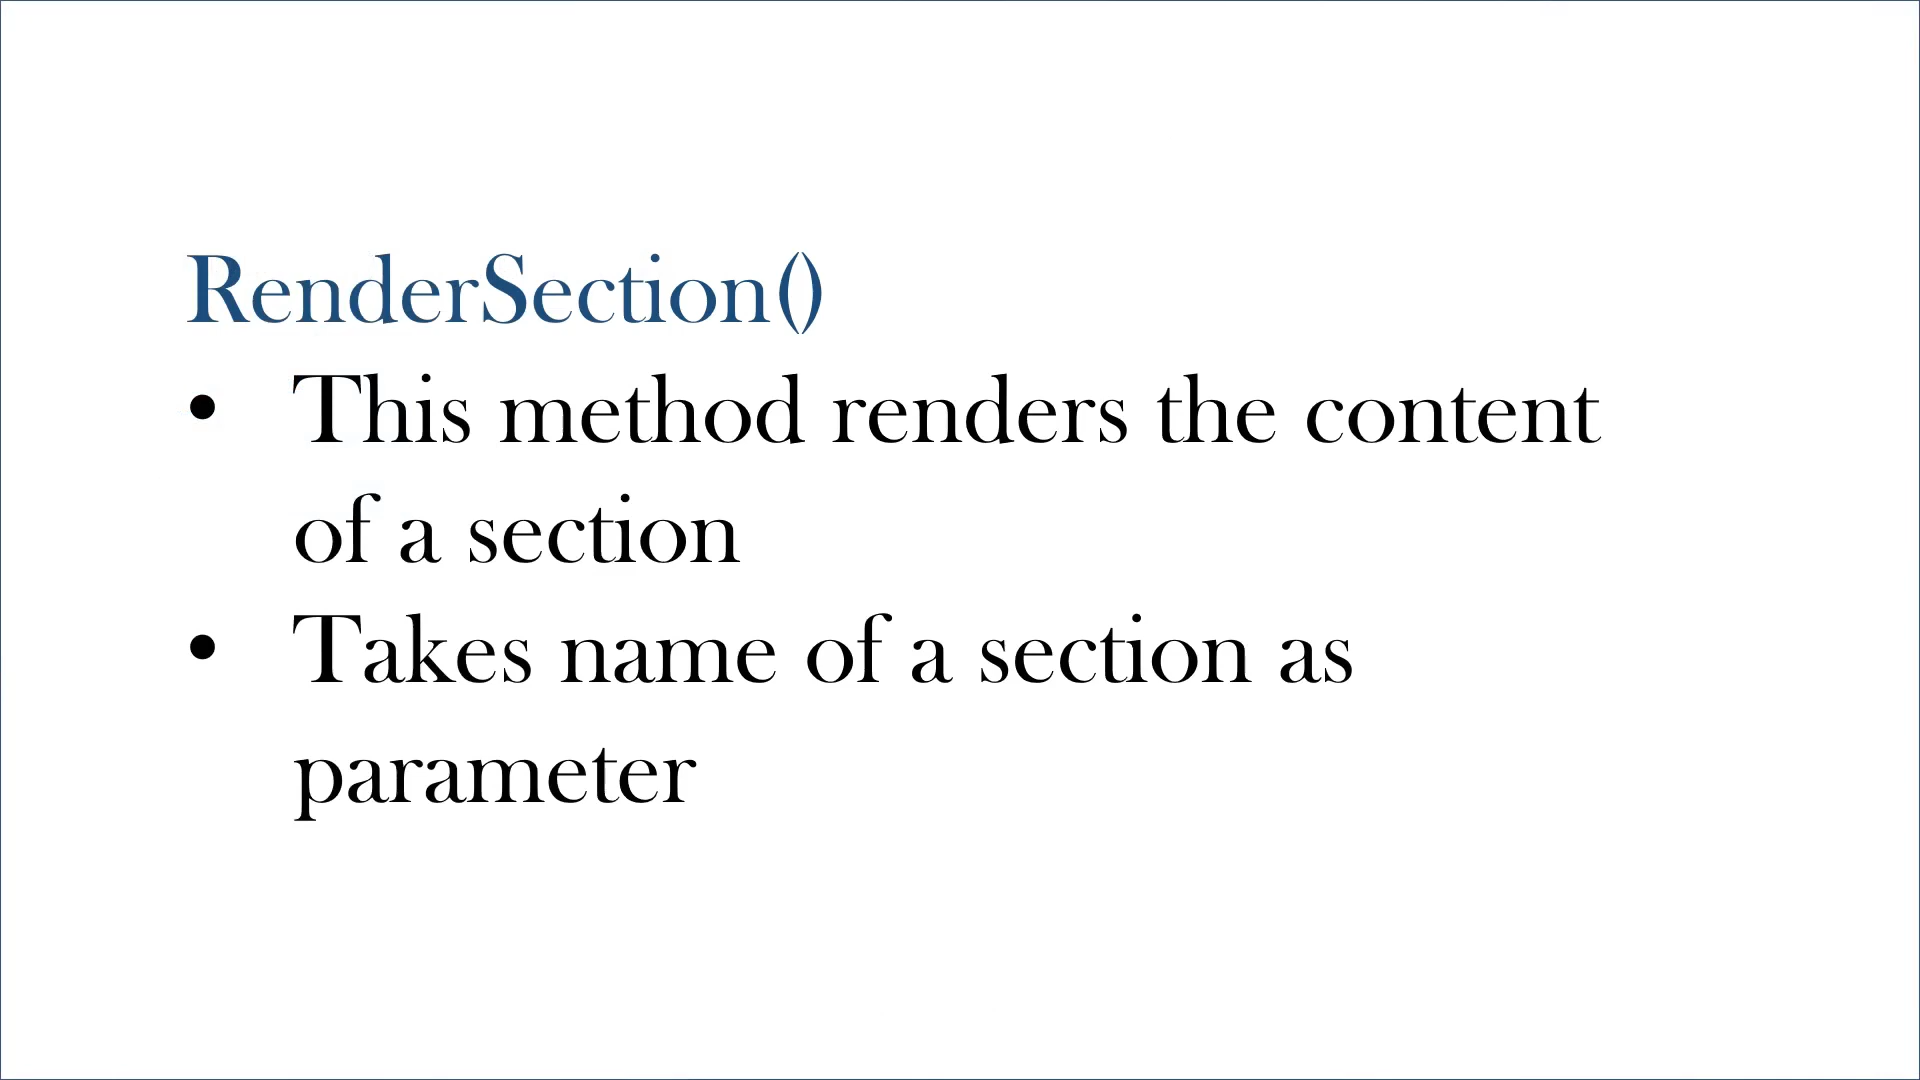 RenderSection()
• This method renders the content
of a section
• Takes name of a section as
parameter